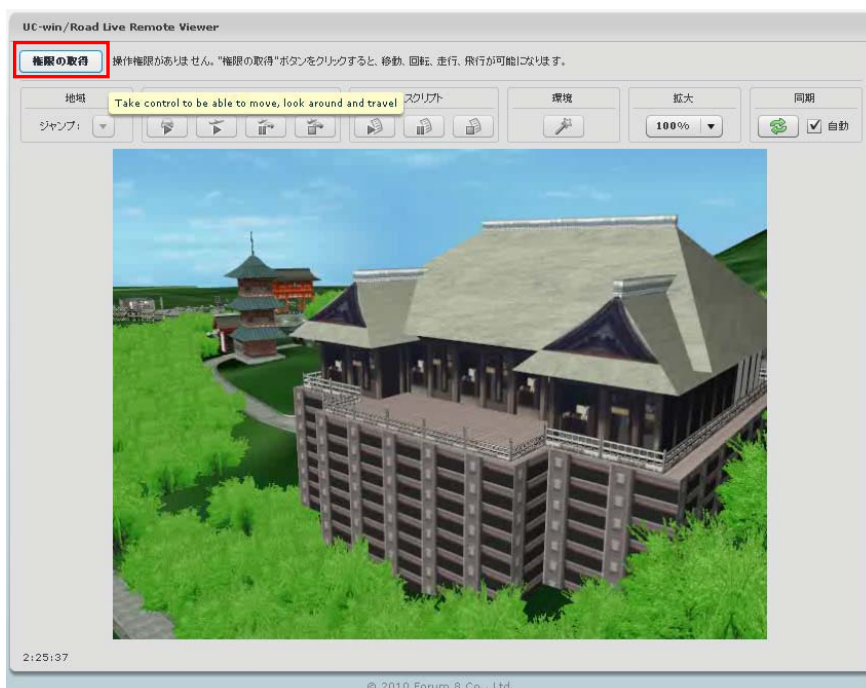 UC-win/Road Live Remote Viewer
権限の取得 操作権限がありません。"権限の取得"ボタンをクリックすると、移動、回転、走行、飛行が可能になります。
地域 スクリプト 環境 拡大 同期
Take control to be able to move, look around and travel
ジャンプ: 100% 自動
2:25:37
© 2010 Forum 8 Co., Ltd.